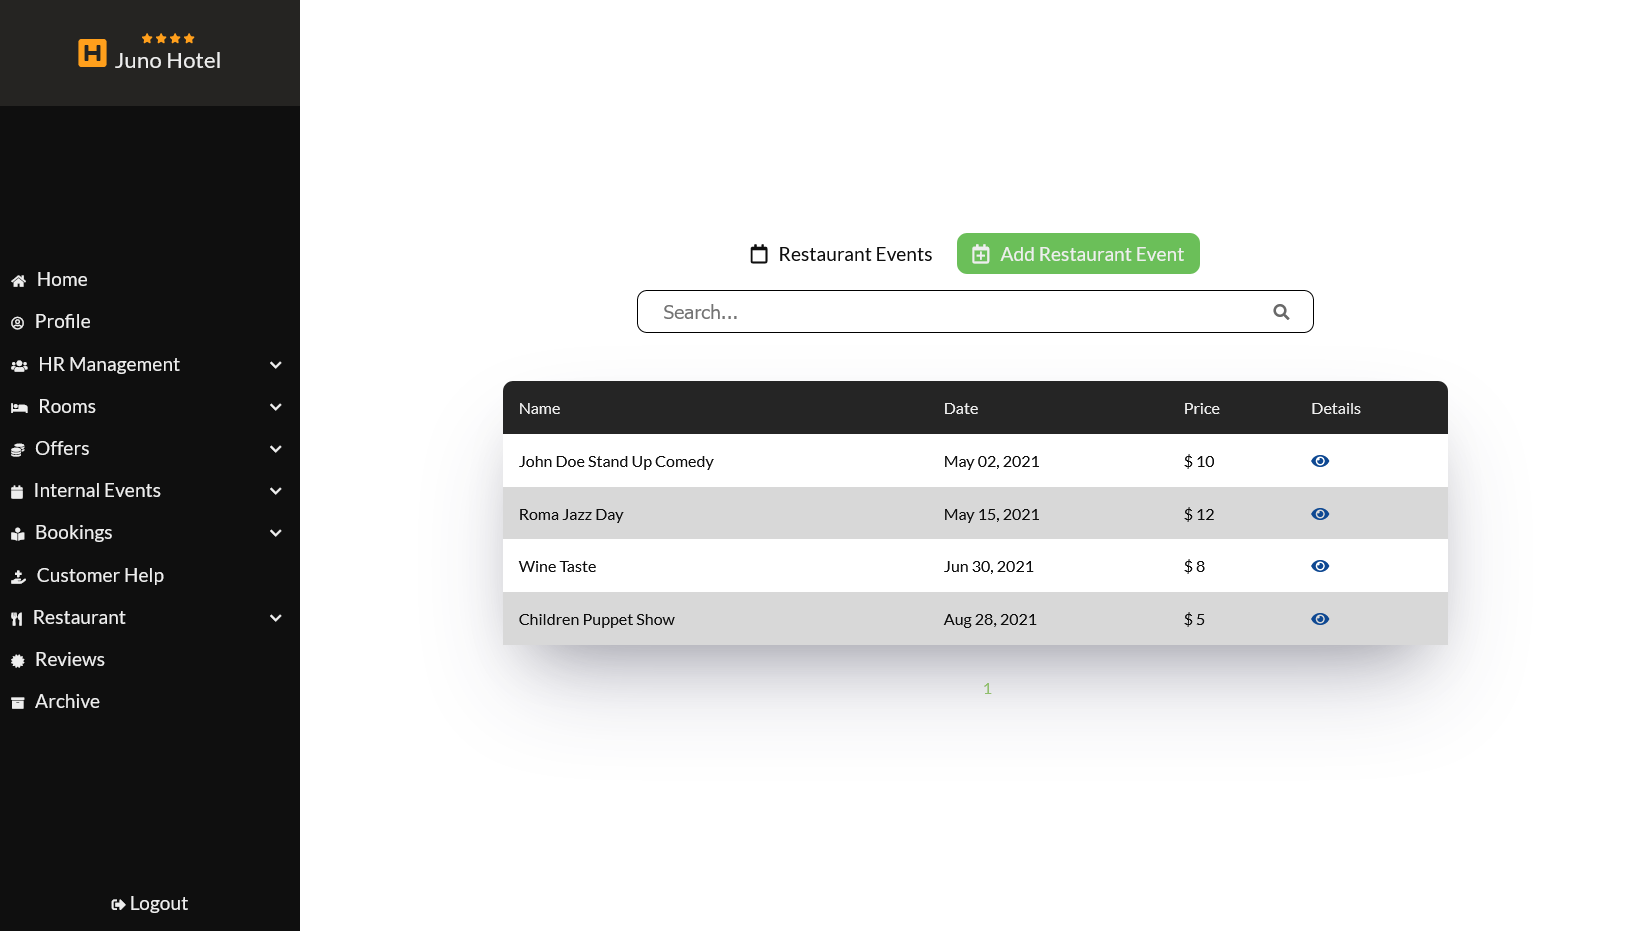 Juno Hotel
Home
Profile
HR Management
Rooms
Offers
Internal Events
Bookings
Customer Help
Restaurant
Reviews
Archive
Logout
Restaurant Events Add Restaurant Event
Search...
Name Date Price Details
John Doe Stand Up Comedy May 02, 2021 $ 10
Roma Jazz Day May 15, 2021 $ 12
Wine Taste Jun 30, 2021 $ 8
Children Puppet Show Aug 28, 2021 $ 5
1